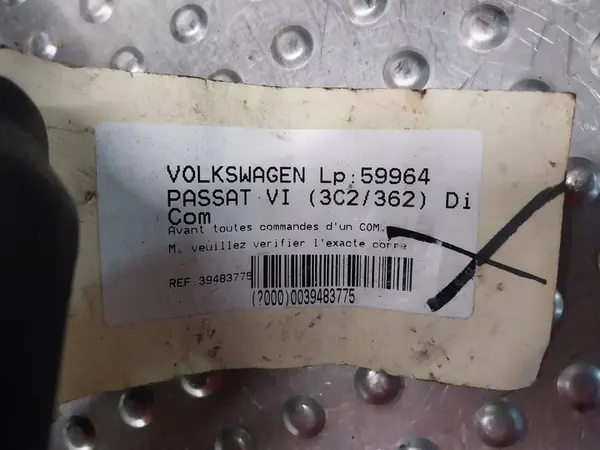 VOLKSWAGEN Lp:59964
PASSAT VI (3C2/362) Di
Com
Avant toutes commandes d'un COM.
M. veuillez verifier l'exacte corre
REF 39483775
(?000)0039483775